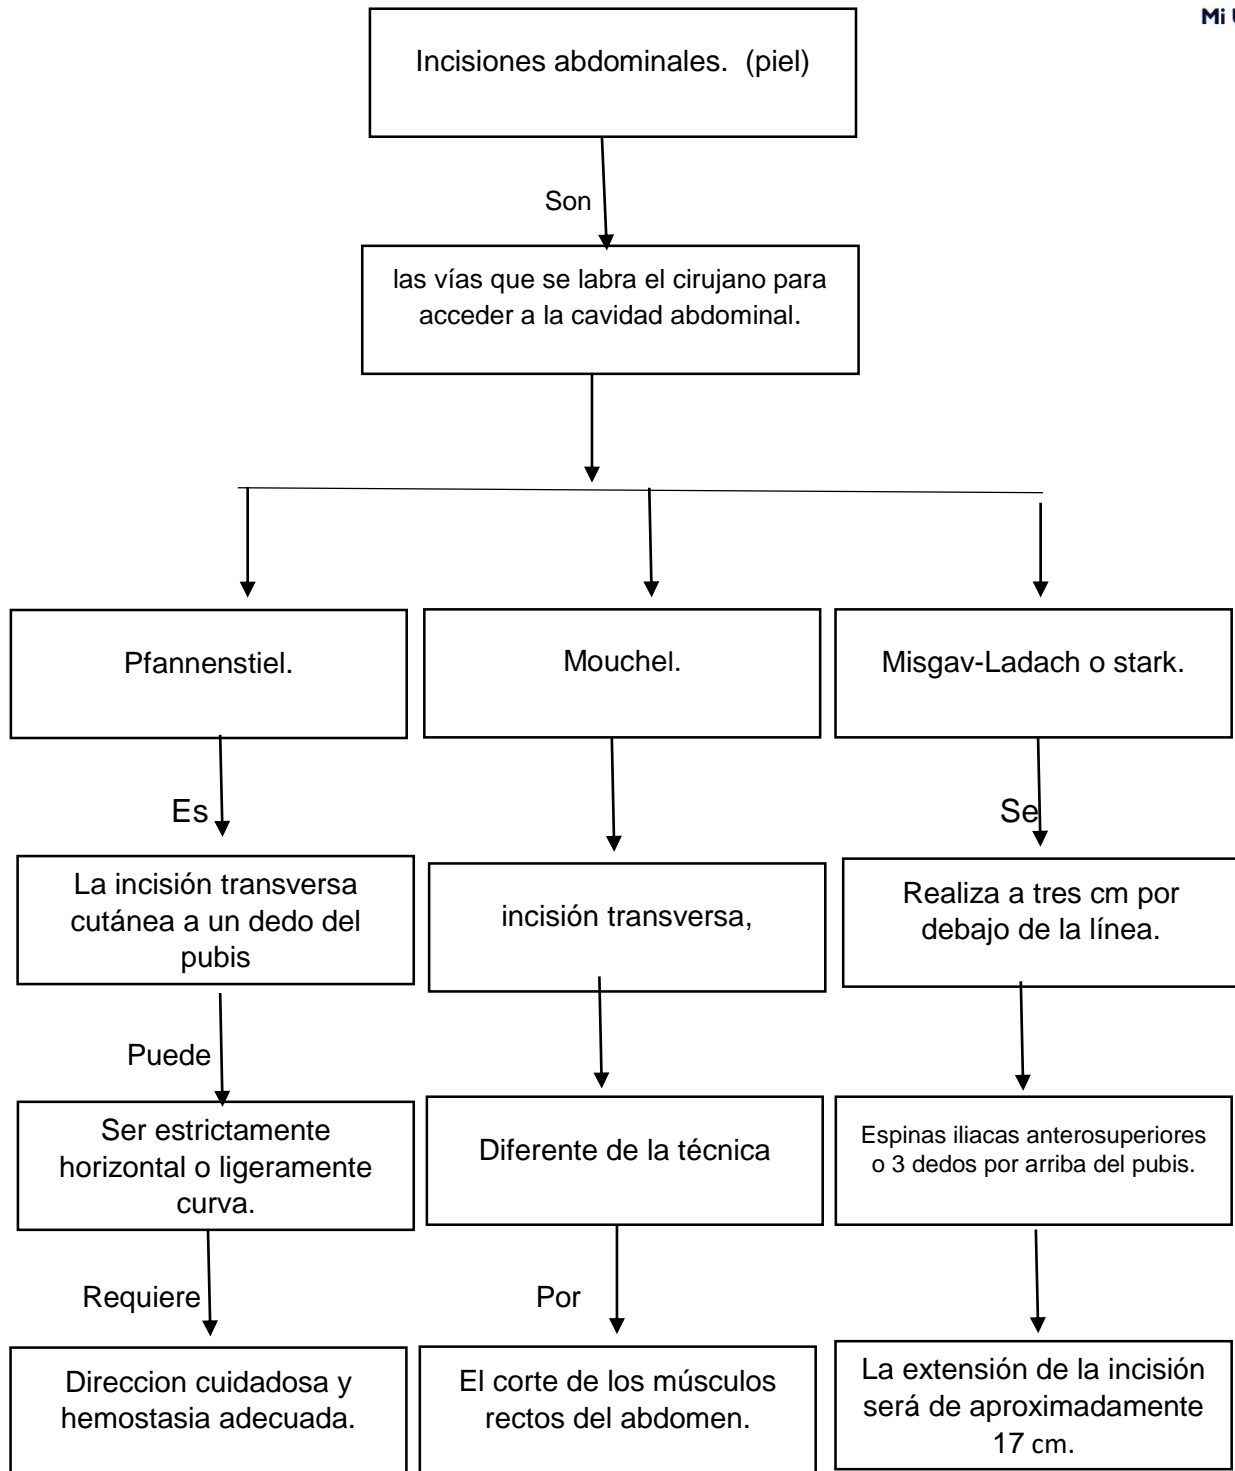 Mi U
Incisiones abdominales.  (piel)
Son
las vías que se labra el cirujano para
acceder a la cavidad abdominal.
Pfannenstiel.
Mouchel.
Misgav-Ladach o stark.
Es
Se
La incisión transversa
cutánea a un dedo del
pubis
incisión transversa,
Realiza a tres cm por
debajo de la línea.
Puede
Ser estrictamente
horizontal o ligeramente
curva.
Diferente de la técnica
Espinas iliacas anterosuperiores
o 3 dedos por arriba del pubis.
Requiere
Por
Direccion cuidadosa y
hemostasia adecuada.
El corte de los músculos
rectos del abdomen.
La extensión de la incisión
será de aproximadamente
17 cm.